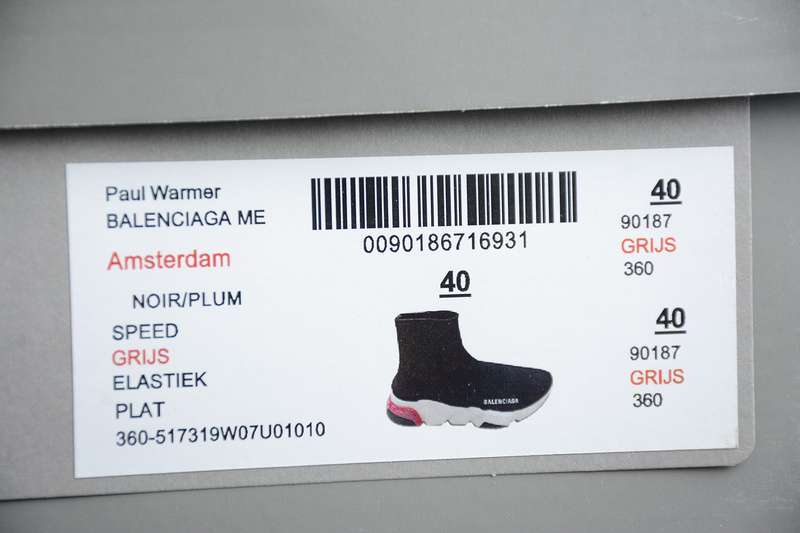 Paul Warmer
BALENCIAGA ME
Amsterdam
NOIR/PLUM
SPEED
GRIJS
ELASTIEK
PLAT
360-517319W07U01010
0090186716931
40
BALENCIAGA
40
90187
GRIJS
360
40
90187
GRIJS
360